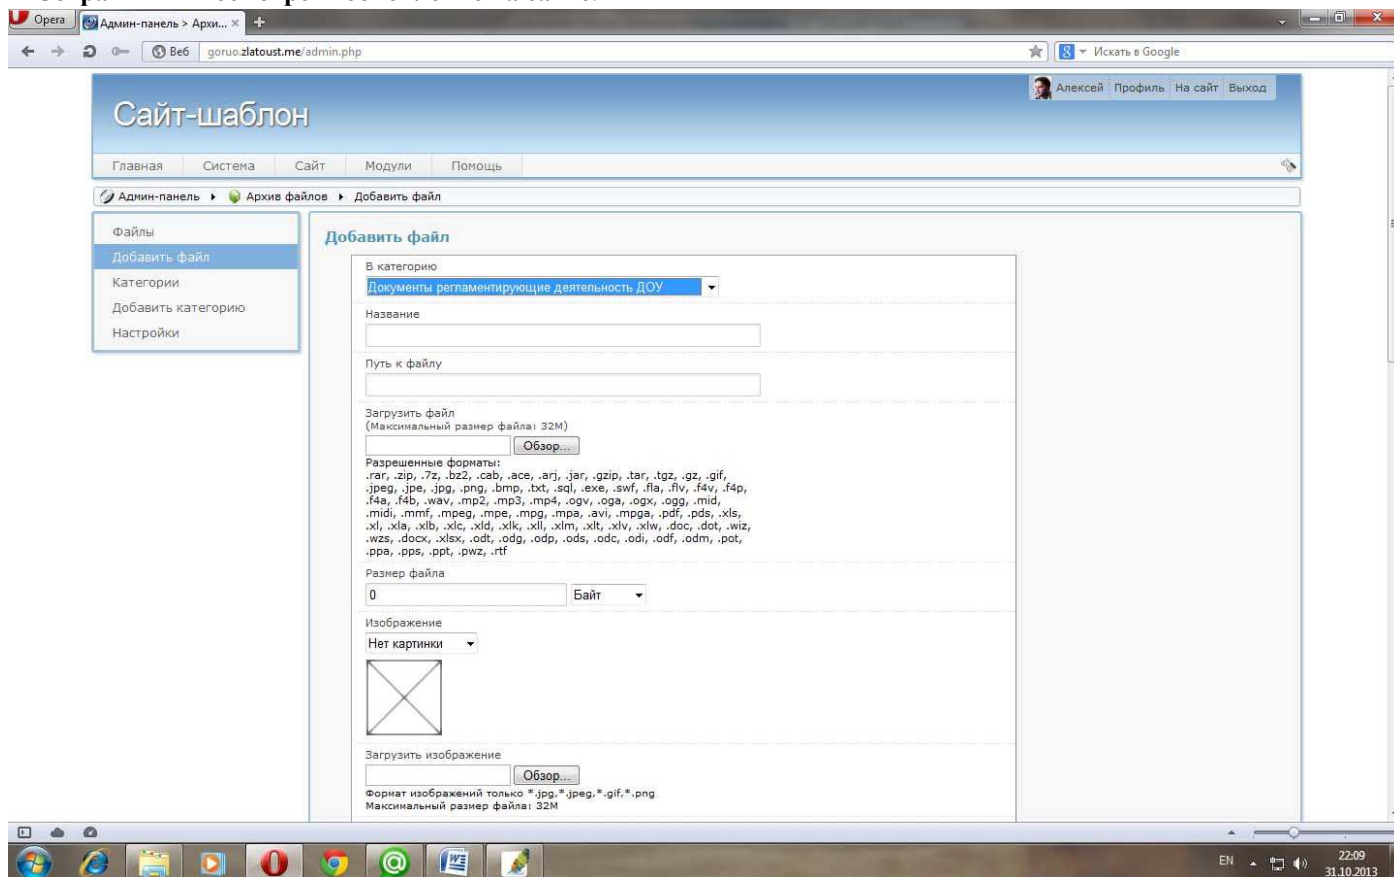 Opera
Админ-панель > Архи...
Веб
goruo.zlatoust.me/admin.php
Искать в Google
Алексей Профиль На сайт Выход
Сайт-шаблон
Главная Система Сайт Модули Помощь
Админ-панель Архив файлов Добавить файл
Файлы
Добавить файл
Категории
Добавить категорию
Настройки
Добавить файл
В категорию
Документы регламентирующие деятельность ДОУ
Название
Путь к файлу
Загрузить файл
(Максимальный размер файла: 32M)
Обзор...
Разрешенные форматы:
.rar, .zip, .7z, .bz2, .cab, .ace, .arj, .jar, .gzip, .tar, .tgz, .gz, .gif,
.jpeg, .jpe, .jpg, .png, .bmp, .txt, .sql, .exe, .swf, .fla, .flv, .f4v, .f4p,
.f4a, .f4b, .wav, .mp2, .mp3, .mp4, .ogv, .oga, .ogx, .ogg, .mid,
.midi, .mmf, .mpeg, .mpe, .mpg, .mpa, .avi, .mpga, .pdf, .pds, .xls,
.xl, .xla, .xlb, .xlc, .xld, .xlk, .xll, .xlm, .xlt, .xlv, .xlw, .doc, .dot, .wiz,
.wzs, .docx, .xlsx, .odt, .odg, .odp, .ods, .odc, .odi, .odf, .odm, .pot,
.ppa, .pps, .ppt, .pwz, .rtf
Размер файла
0 Байт
Изображение
Нет картинки
Загрузить изображение
Обзор...
Формат изображений только *.jpg,*.jpeg,*.gif,*.png
Максимальный размер файла: 32M
EN
22:09
31.10.2013